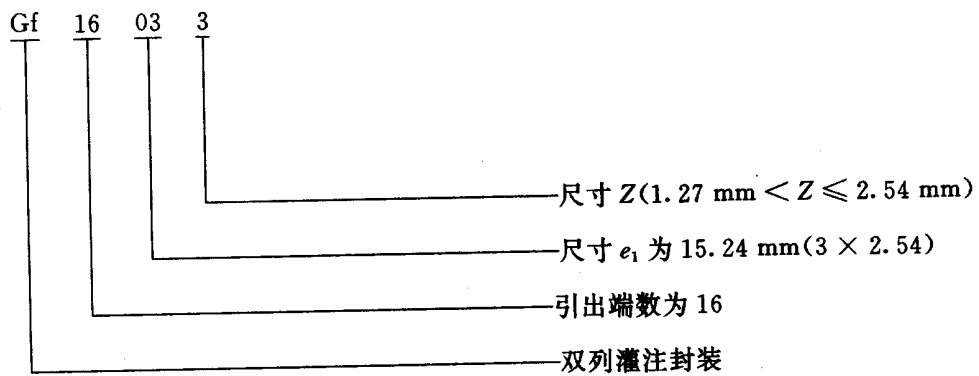 Gf 16 03 3
尺寸 Z(1.27 mm < Z ≤ 2.54 mm)
尺寸 e₁ 为 15.24 mm(3 × 2.54)
引出端数为 16
双列灌注封装